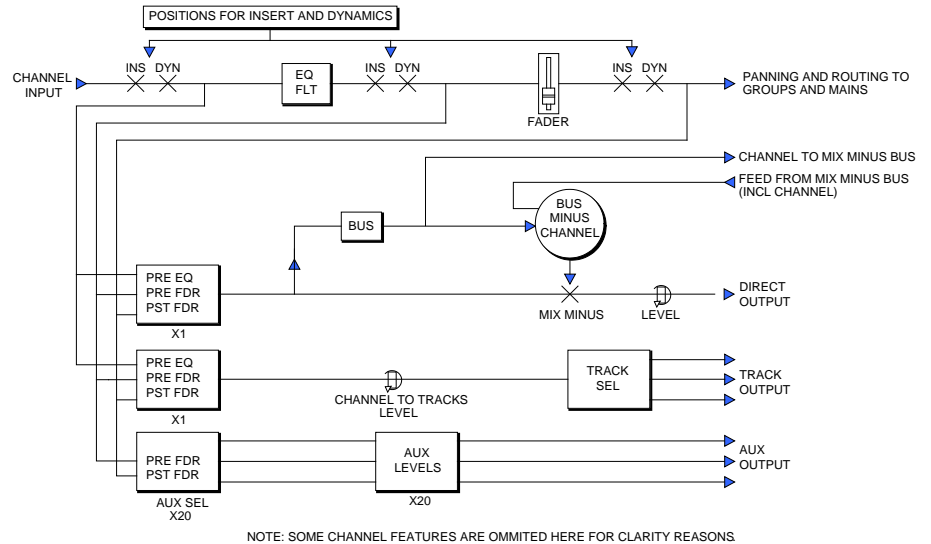 POSITIONS FOR INSERT AND DYNAMICS
CHANNEL
INPUT
INS DYN
EQ
FLT
INS DYN
FADER
INS DYN
PANNING AND ROUTING TO
GROUPS AND MAINS
CHANNEL TO MIX MINUS BUS
FEED FROM MIX MINUS BUS
(INCL CHANNEL)
BUS
BUS
MINUS
CHANNEL
PRE EQ
PRE FDR
PST FDR
X1
MIX MINUS
LEVEL
DIRECT
OUTPUT
PRE EQ
PRE FDR
PST FDR
X1
CHANNEL TO TRACKS
LEVEL
TRACK
SEL
TRACK
OUTPUT
PRE FDR
PST FDR
AUX SEL
X20
AUX
LEVELS
X20
AUX
OUTPUT
NOTE: SOME CHANNEL FEATURES ARE OMMITED HERE FOR CLARITY REASONS.